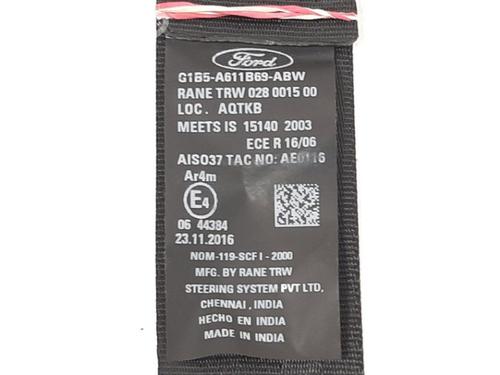 Ford
G1B5-A611B69-ABW
RANE TRW 028 0015 00
LOC. AQTKB
MEETS IS 15140 2003
ECE R 16/06
AIS037 TAC NO: AE0116
Ar4m
E4
06 44384
23.11.2016
NOM-119-SCFI-2000
MFG. BY RANE TRW
STEERING SYSTEM PVT LTD,
CHENNAI, INDIA
HECHO EN INDIA
MADE IN INDIA